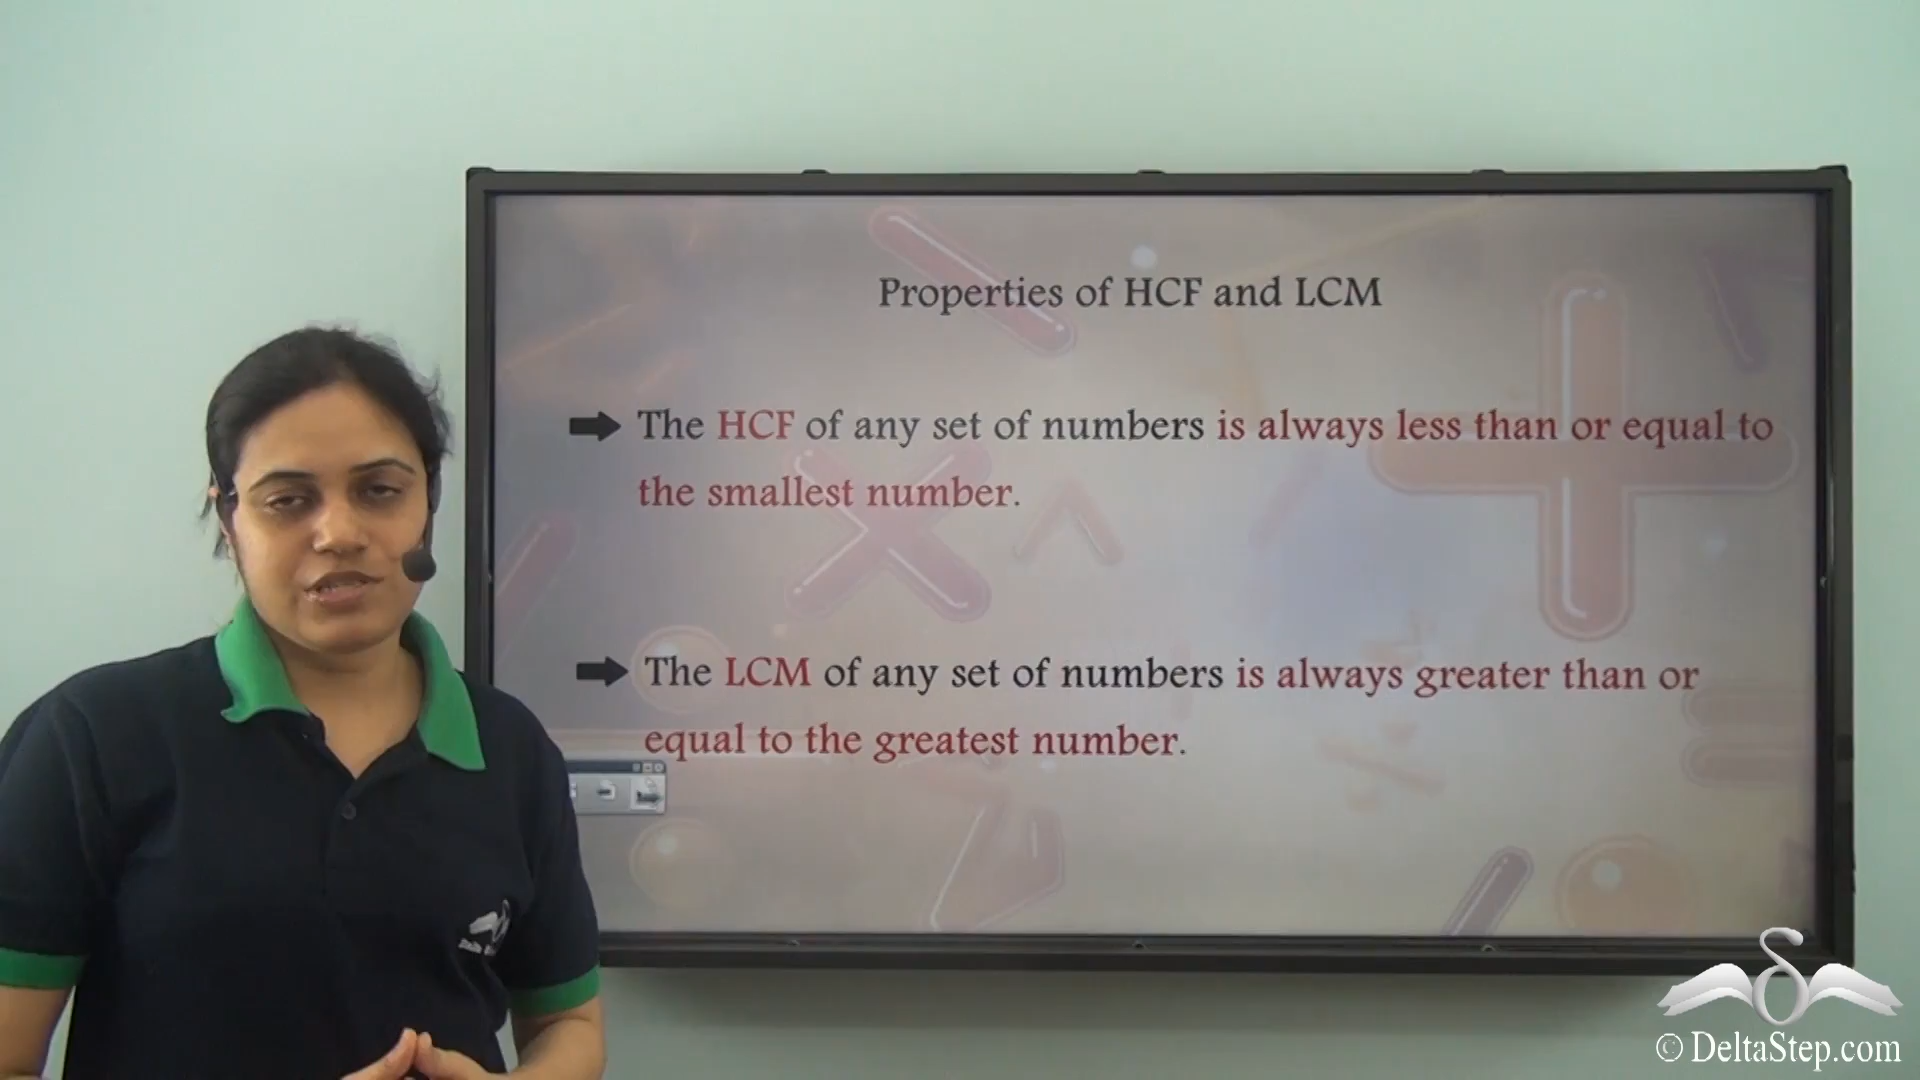 Properties of HCF and LCM
The HCF of any set of numbers is always less than or equal to
the smallest number.
The LCM of any set of numbers is always greater than or
equal to the greatest number.
© DeltaStep.com